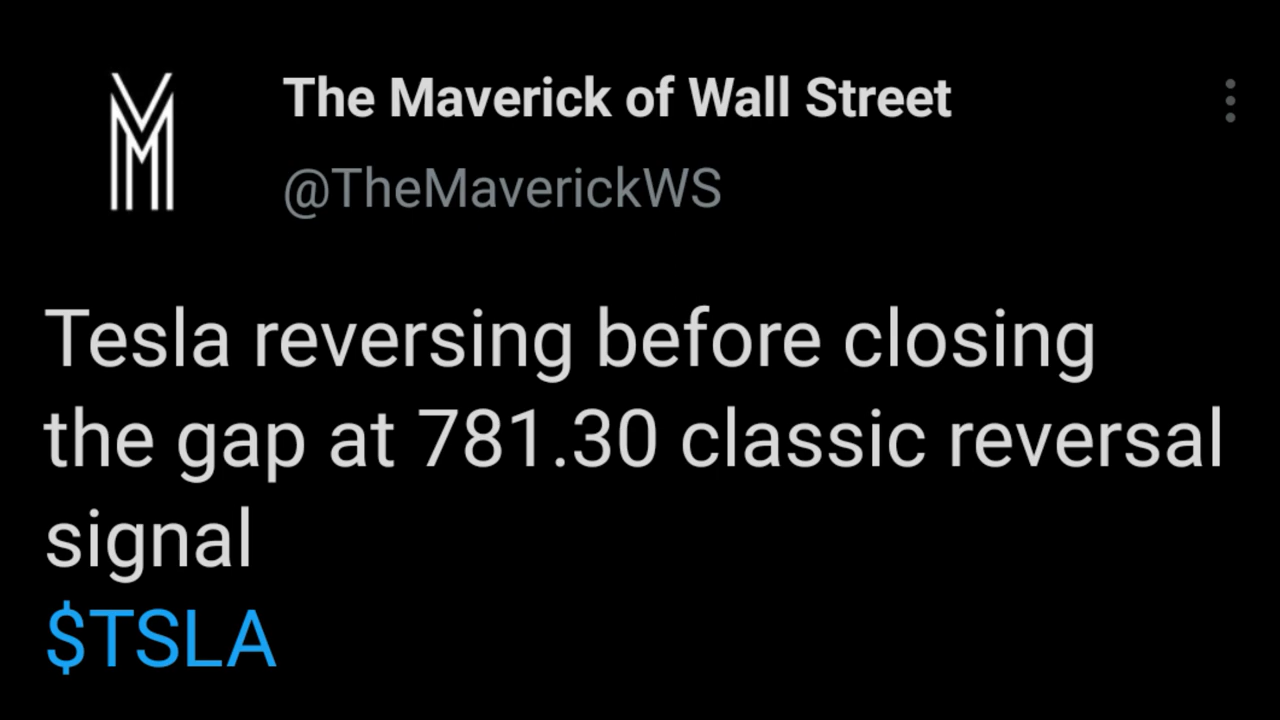 The Maverick of Wall Street
@TheMaverickWS
Tesla reversing before closing
the gap at 781.30 classic reversal
signal
$TSLA